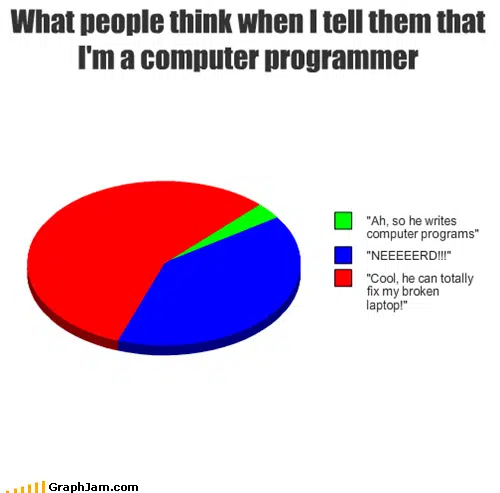 What people think when I tell them that
I'm a computer programmer
"Ah, so he writes
computer programs"
"NEEEEERD!!!"
"Cool, he can totally
fix my broken
laptop!"
GraphJam.com